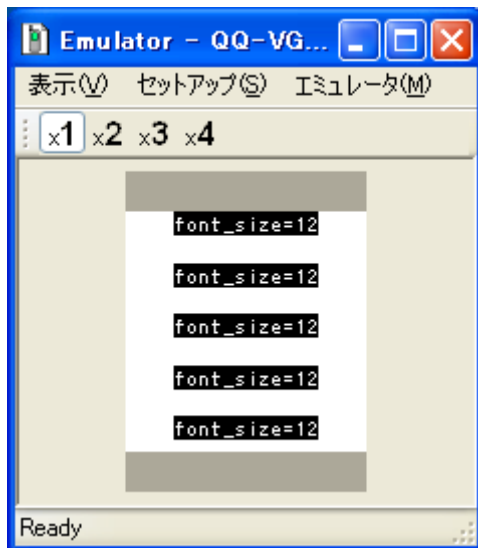 Emulator - QQ-VG...
表示(V) セットアップ(S) エミュレータ(M)
x1 x2 x3 x4
font_size=12
font_size=12
font_size=12
font_size=12
font_size=12
Ready